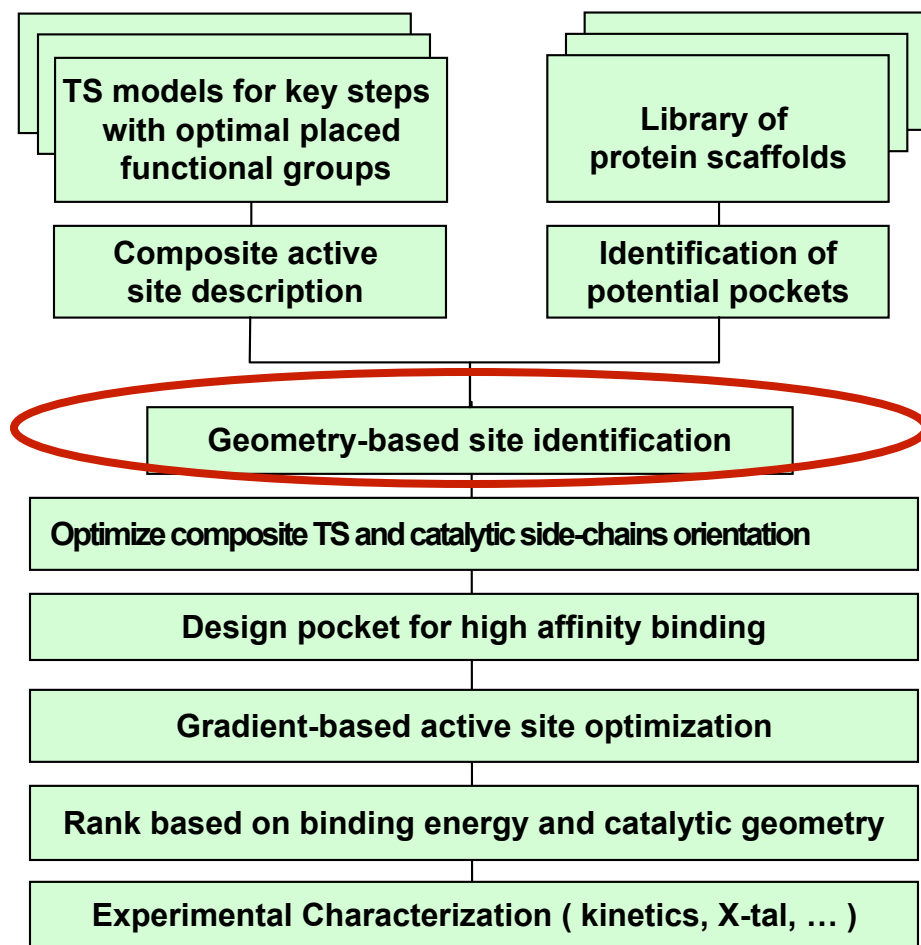 TS models for key steps
with optimal placed
functional groups
Library of
protein scaffolds
Composite active
site description
Identification of
potential pockets
Geometry-based site identification
Optimize composite TS and catalytic side-chains orientation
Design pocket for high affinity binding
Gradient-based active site optimization
Rank based on binding energy and catalytic geometry
Experimental Characterization ( kinetics, X-tal, … )